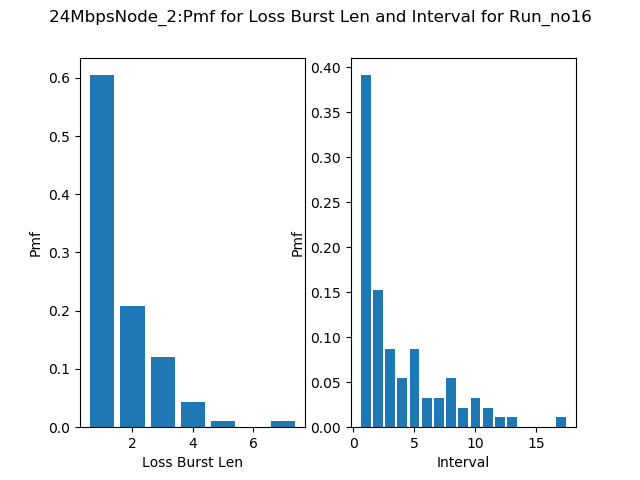 24MbpsNode_2:Pmf for Loss Burst Len and Interval for Run_no16
Pmf
0.6
0.5
0.4
0.3
0.2
0.1
0.0
2 4 6
Loss Burst Len
Pmf
0.40
0.35
0.30
0.25
0.20
0.15
0.10
0.05
0.00
0 5 10 15
Interval